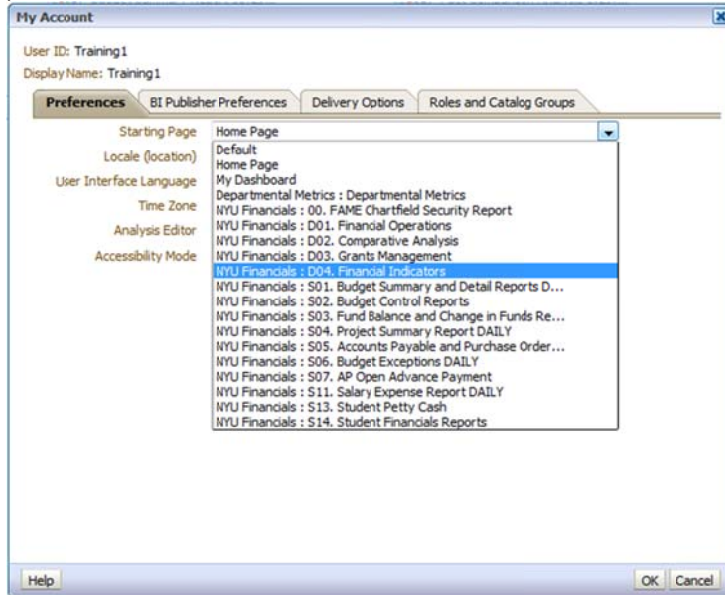 My Account
User ID: Training1
DisplayName: Training1
Preferences BI Publisher Preferences Delivery Options Roles and Catalog Groups
Starting Page Home Page
Locale (location) Default
Home Page
User Interface Language My Dashboard
Departmental Metrics : Departmental Metrics
Time Zone NYU Financials : 00. FAME Chartfield Security Report
NYU Financials : D01. Financial Operations
Analysis Editor NYU Financials : D02. Comparative Analysis
Accessibility Mode NYU Financials : D03. Grants Management
NYU Financials : D04. Financial Indicators
NYU Financials : S01. Budget Summary and Detail Reports D...
NYU Financials : S02. Budget Control Reports
NYU Financials : S03. Fund Balance and Change in Funds Re...
NYU Financials : S04. Project Summary Report DAILY
NYU Financials : S05. Accounts Payable and Purchase Order...
NYU Financials : S06. Budget Exceptions DAILY
NYU Financials : S07. AP Open Advance Payment
NYU Financials : S11. Salary Expense Report DAILY
NYU Financials : S13. Student Petty Cash
NYU Financials : S14. Student Financials Reports
Help OK Cancel